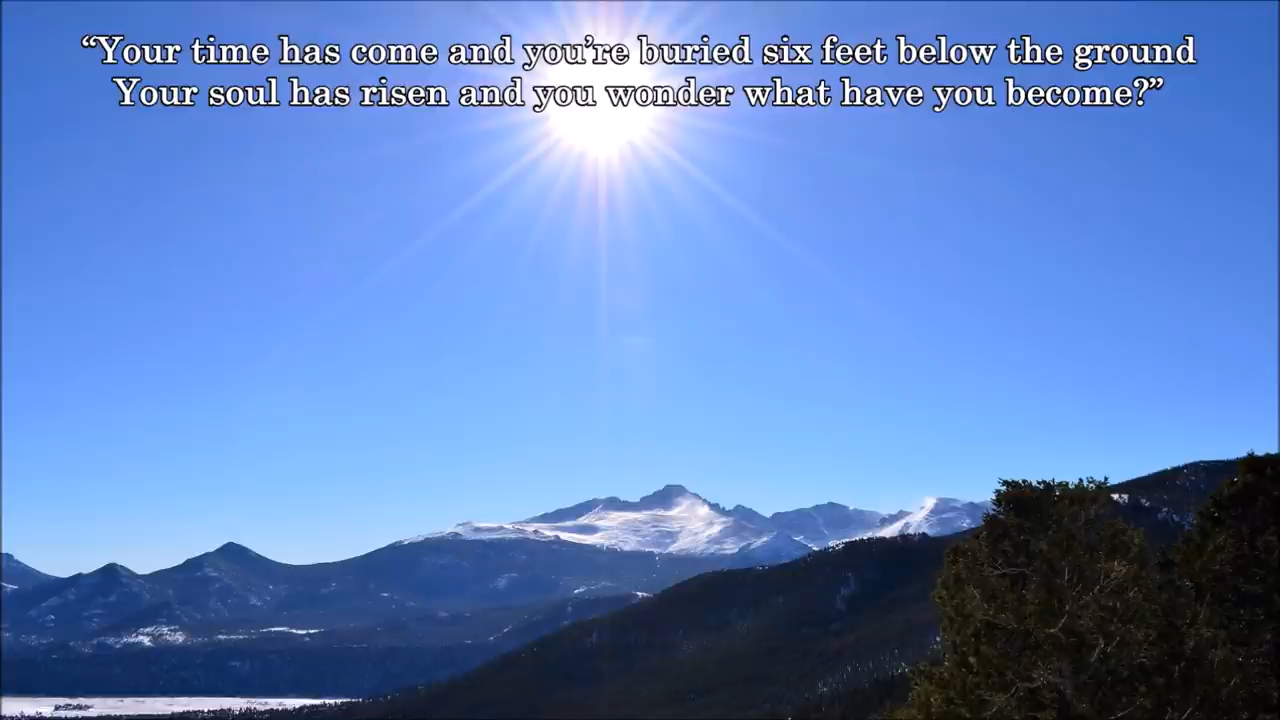 “Your time has come and you’re buried six feet below the ground
Your soul has risen and you wonder what have you become?”